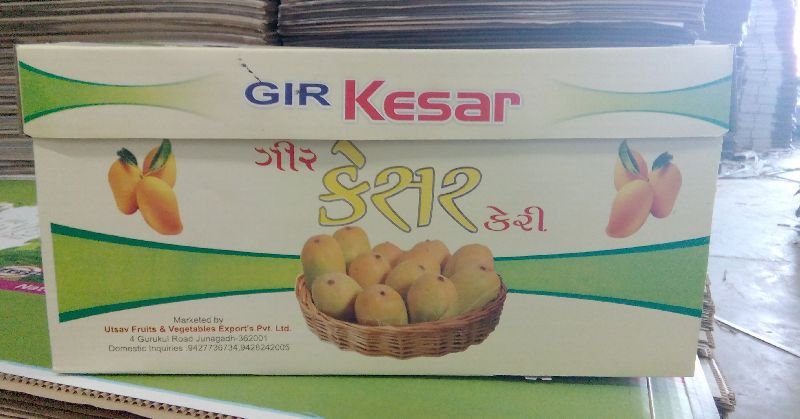 GIR Kesar
ગીર
કેસર
કેરી
Marketed by
Utsav Fruits & Vegetables Export's Pvt. Ltd.
4 Gurukul Road Junagadh-362001
Domestic Inquiries :9427736734,9426242005